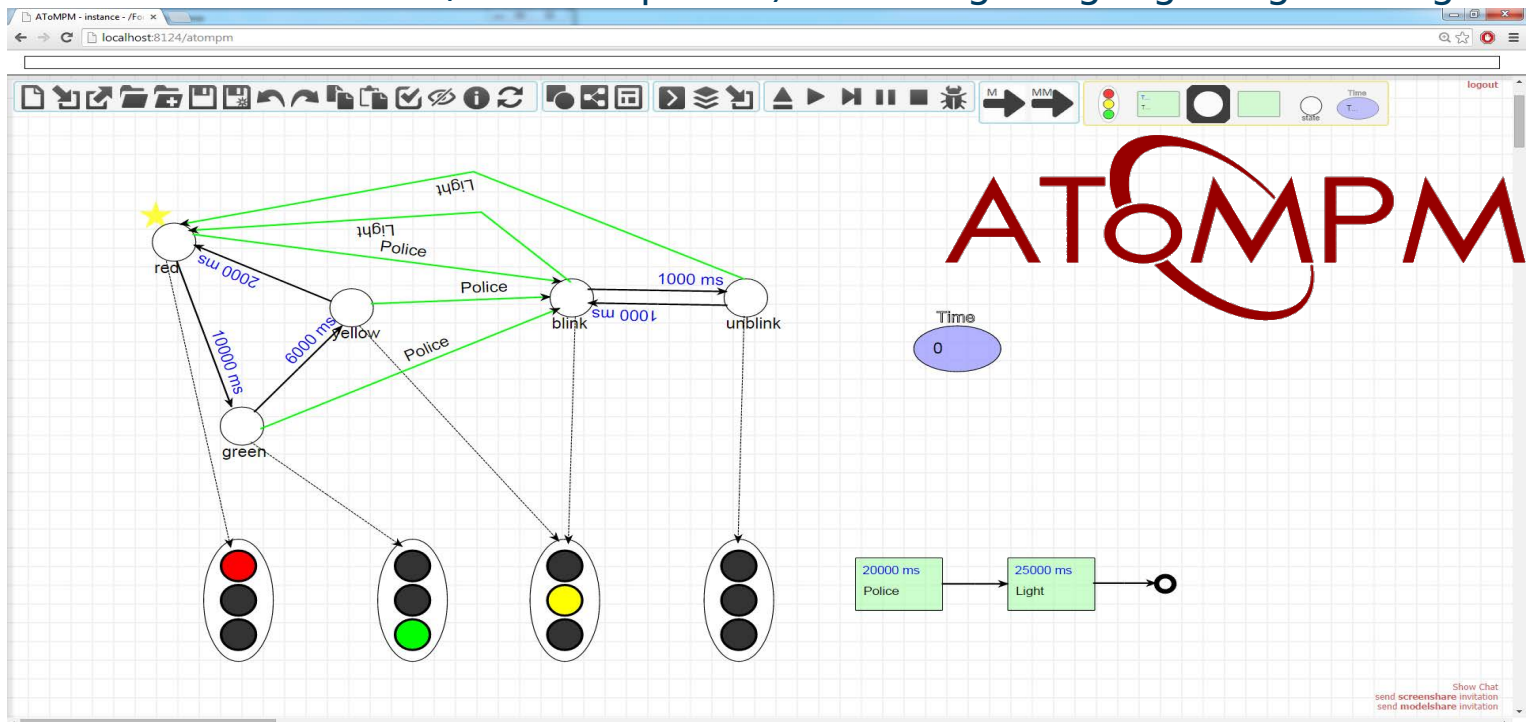 AToMPM - instance - /Fo
localhost:8124/atompm
M
MM
T...
T...
state
Time
T...
logout
ATOMPM
Light
Light
Police
red
2000 ms
Police
1000 ms
1000 ms
blink
unblink
yellow
6000 ms
10000 ms
Police
green
Time
0
20000 ms
Police
25000 ms
Light
Show Chat
send screenshare invitation
send modelshare invitation